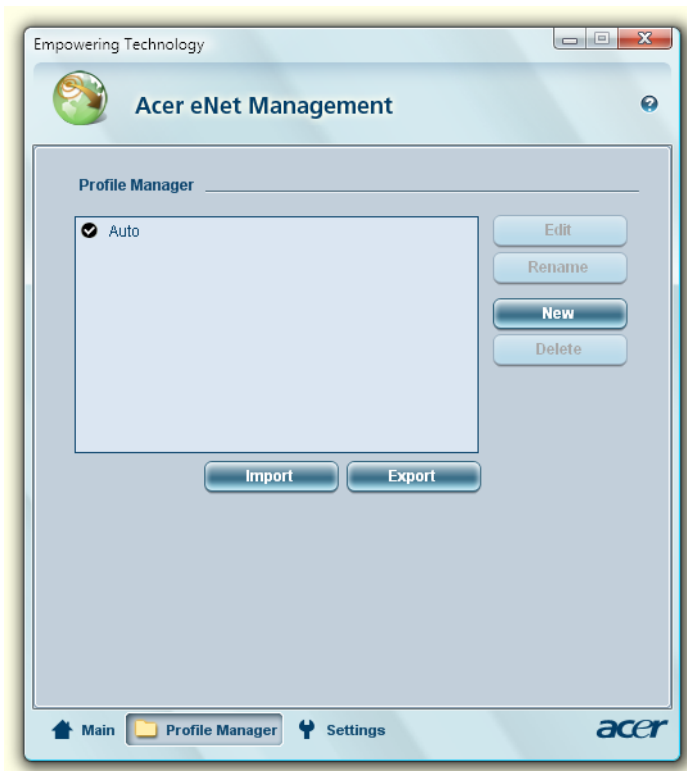 Empowering Technology
Acer eNet Management
Profile Manager
Auto
Edit
Rename
New
Delete
Import Export
Main Profile Manager Settings acer